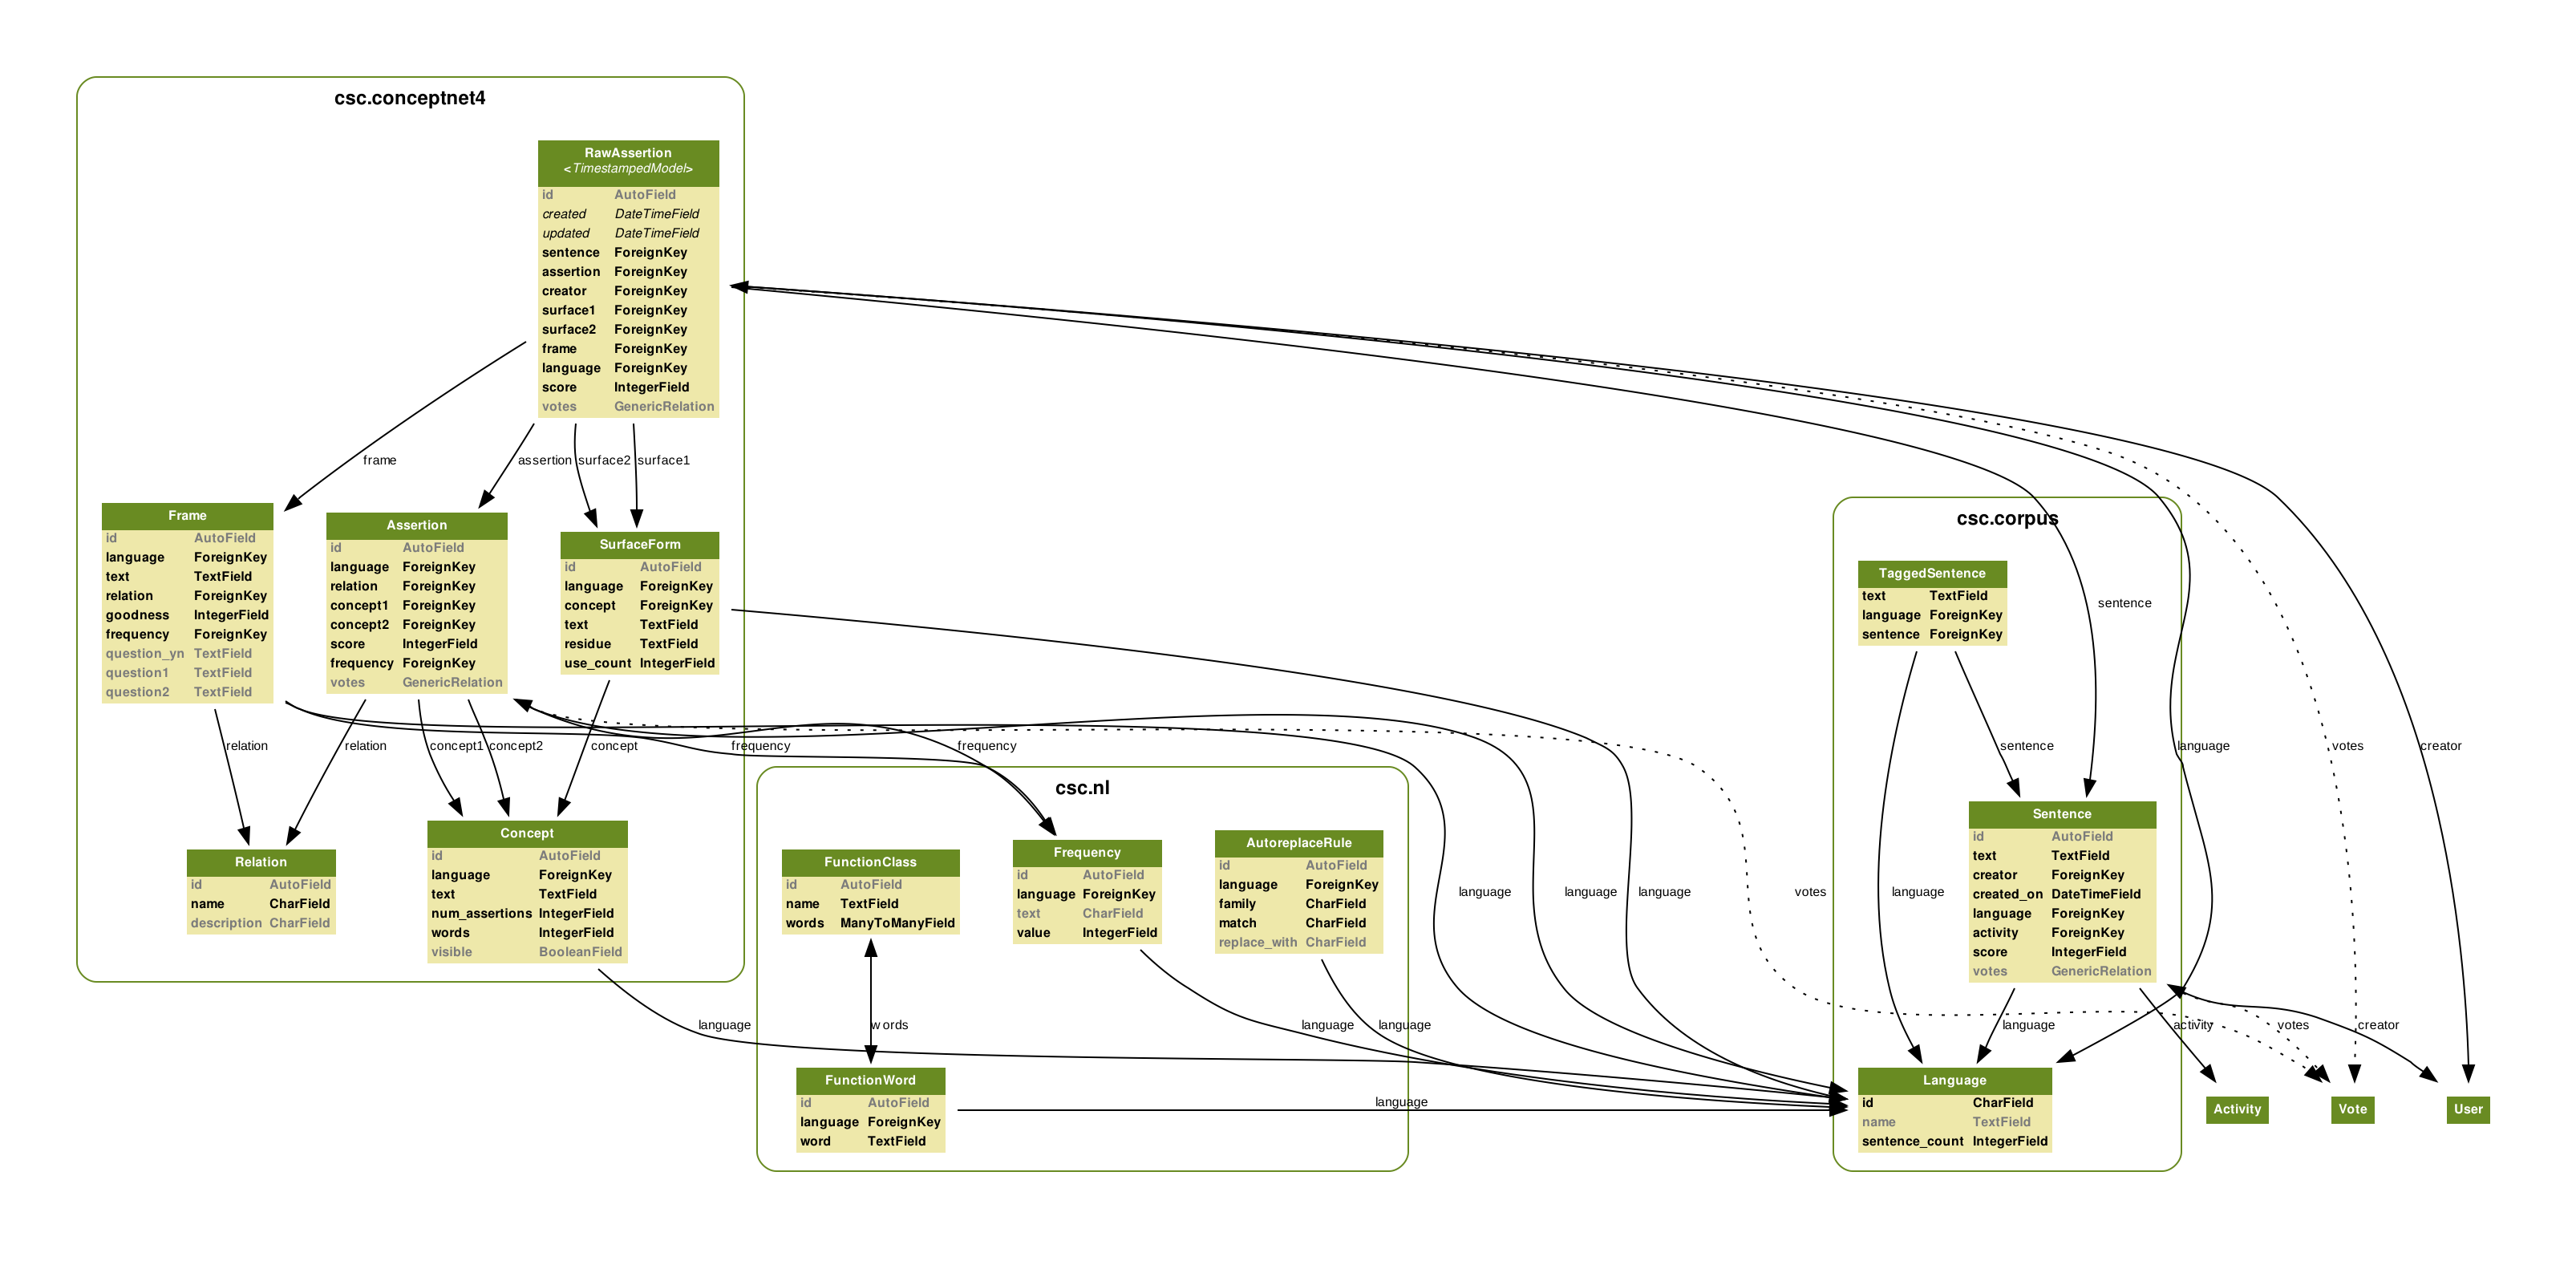 csc.conceptnet4
RawAssertion
<TimestampedModel>
id AutoField
created DateTimeField
updated DateTimeField
sentence ForeignKey
assertion ForeignKey
creator ForeignKey
surface1 ForeignKey
surface2 ForeignKey
frame ForeignKey
language ForeignKey
score IntegerField
votes GenericRelation
frame
assertion
surface2
surface1
Frame
id AutoField
language ForeignKey
text TextField
relation ForeignKey
goodness IntegerField
frequency ForeignKey
question_yn TextField
question1 TextField
question2 TextField
Assertion
id AutoField
language ForeignKey
relation ForeignKey
concept1 ForeignKey
concept2 ForeignKey
score IntegerField
frequency ForeignKey
votes GenericRelation
SurfaceForm
id AutoField
language ForeignKey
concept ForeignKey
text TextField
residue TextField
use_count IntegerField
relation
relation
concept1
concept2
concept
frequency
frequency
Relation
id AutoField
name CharField
description CharField
Concept
id AutoField
language ForeignKey
text TextField
num_assertions IntegerField
words IntegerField
visible BooleanField
language
csc.nl
FunctionClass
id AutoField
name TextField
words ManyToManyField
Frequency
id AutoField
language ForeignKey
text CharField
value IntegerField
AutoreplaceRule
id AutoField
language ForeignKey
family CharField
match CharField
replace_with CharField
words
language
language
FunctionWord
id AutoField
language ForeignKey
word TextField
language
language
language
language
votes
csc.corpus
TaggedSentence
text TextField
language ForeignKey
sentence ForeignKey
sentence
sentence
language
votes
creator
language
Sentence
id AutoField
text TextField
creator ForeignKey
created_on DateTimeField
language ForeignKey
activity ForeignKey
score IntegerField
votes GenericRelation
language
activity
votes
creator
Language
id CharField
name TextField
sentence_count IntegerField
Activity
Vote
User